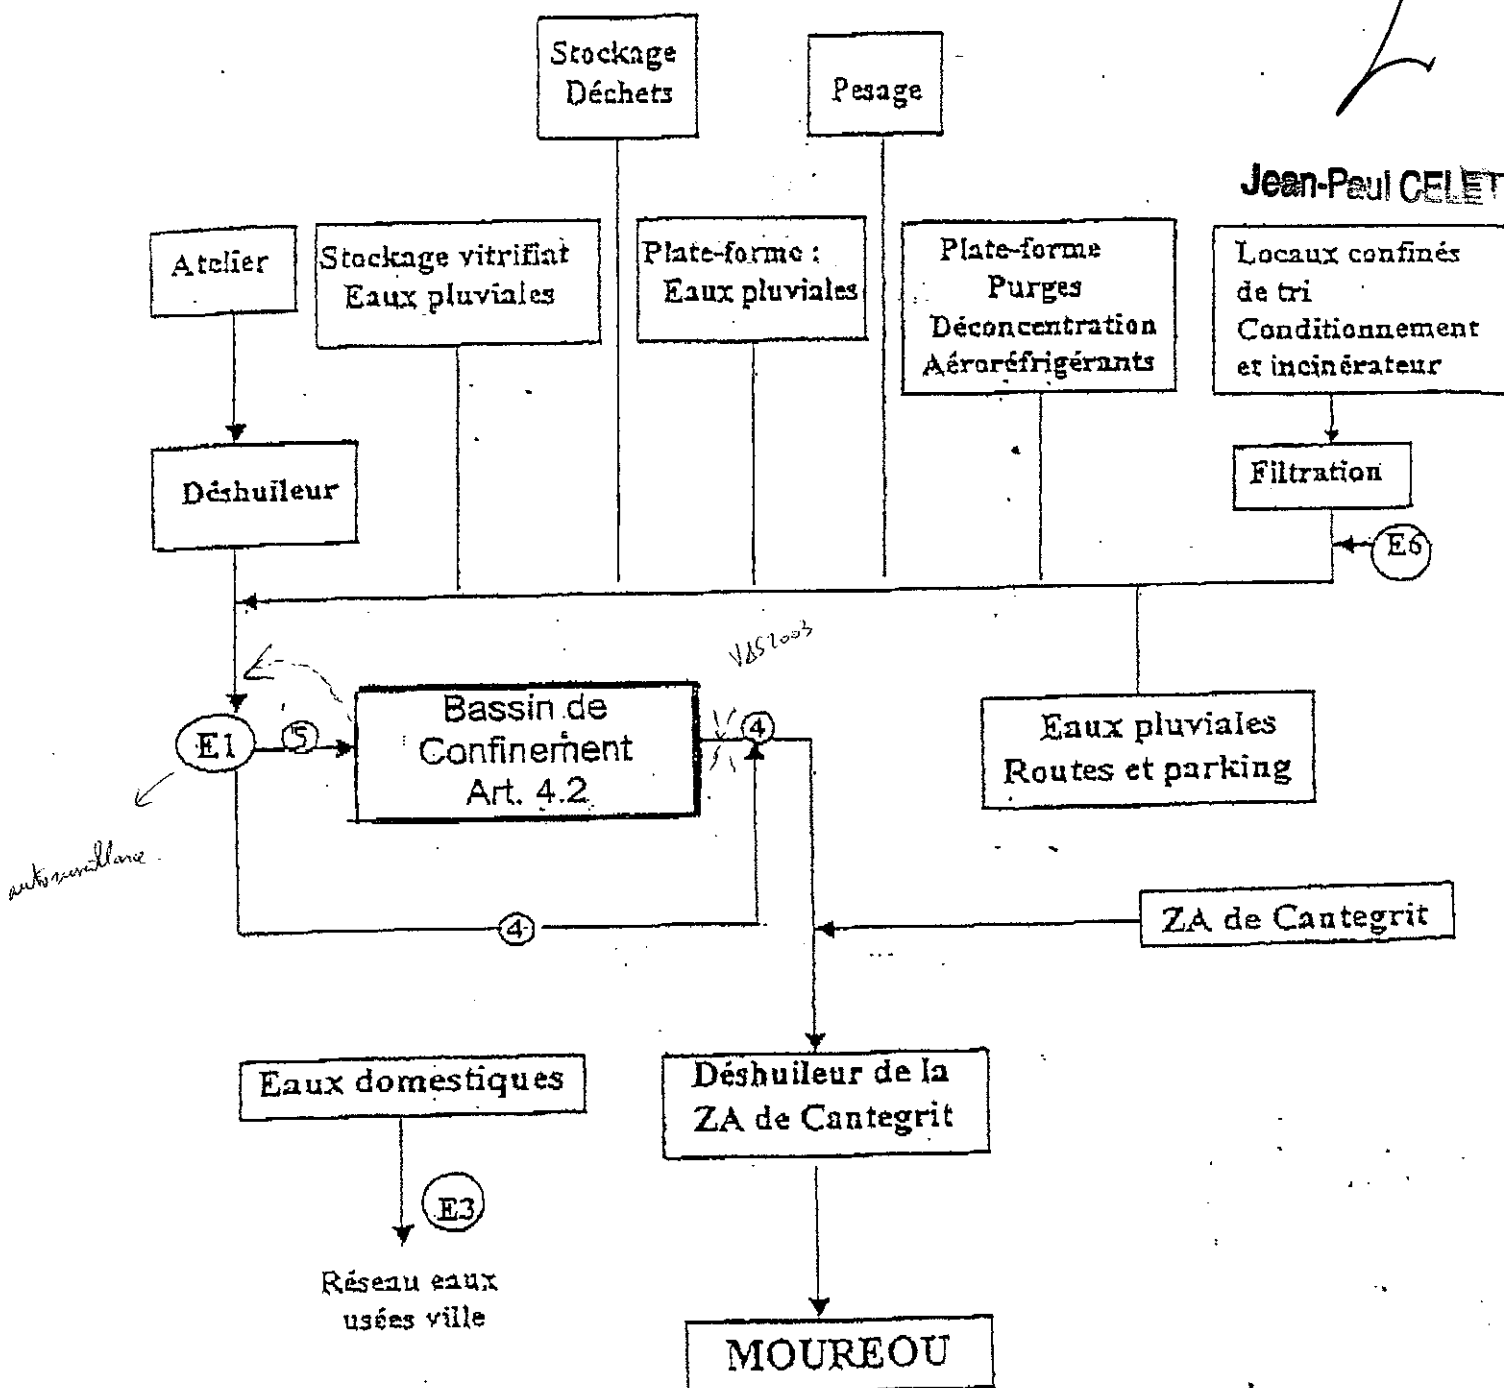 Stockage
Déchets
Pesage
Jean-Paul CELET
Atelier
Stockage vitrifiat
Eaux pluviales
Plate-forme :
Eaux pluviales
Plate-forme
Purges
Déconcentration
Aéroréfrigérants
Locaux confinés
de tri
Conditionnement
et incinérateur
Déshuileur
Filtration
E6
Bassin de
Confinement
Art. 4.2
E1
5
4
Eaux pluviales
Routes et parking
autosurveillance.
4
ZA de Cantegrit
Eaux domestiques
Déshuileur de la
ZA de Cantegrit
E3
Réseau eaux
usées ville
MOUREOU